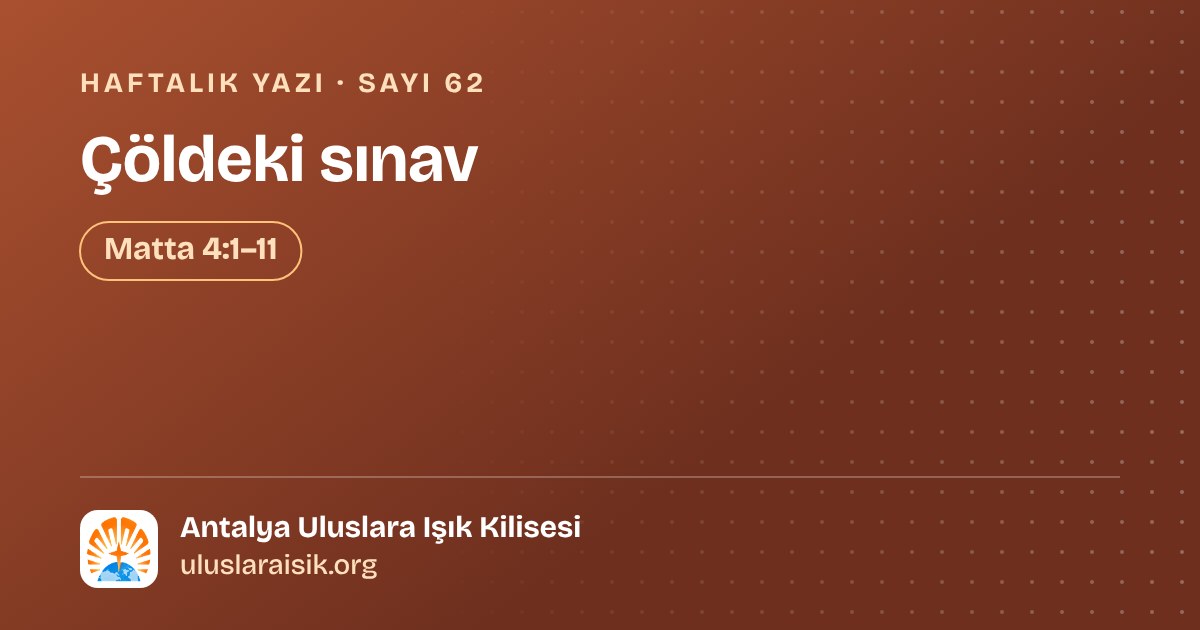 HAFTALIK YAZI · SAYI 62
Çöldeki sınav
Matta 4:1–11
Antalya Uluslara Işık Kilisesi
uluslaraisik.org